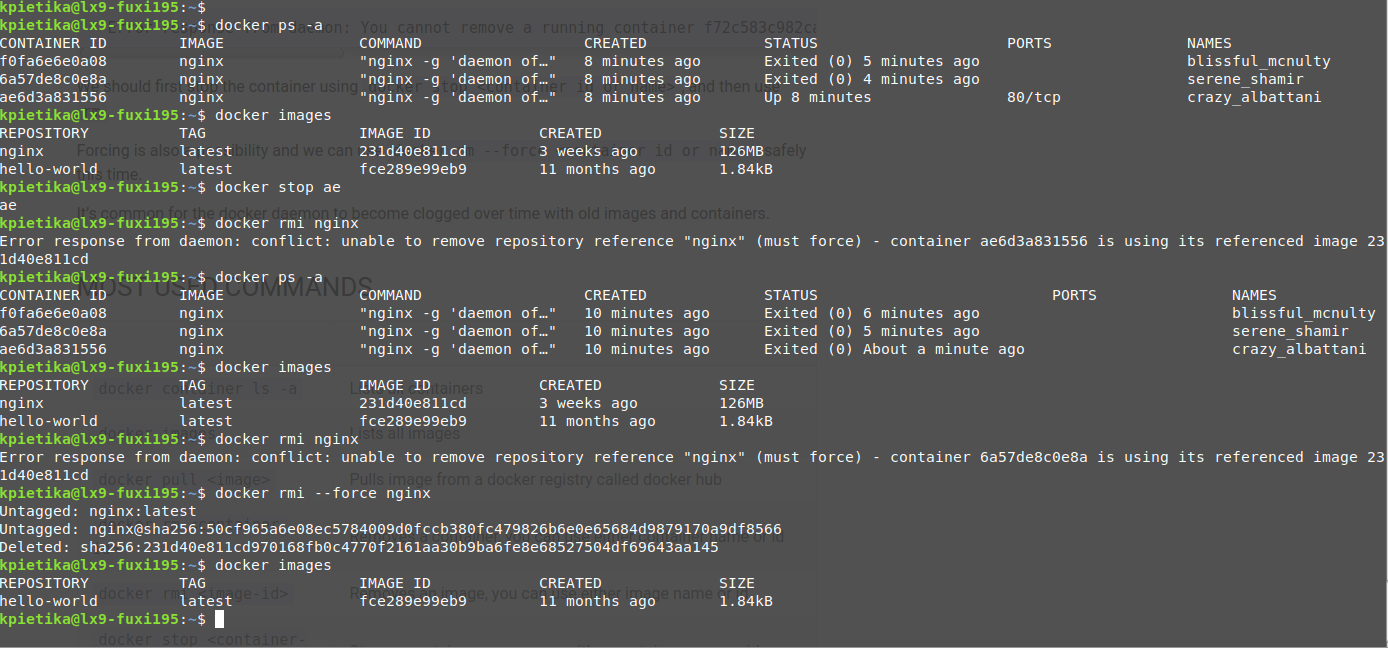 kpietika@lx9-fuxi195:~$
kpietika@lx9-fuxi195:~$ docker ps -a
CONTAINER ID        IMAGE               COMMAND                  CREATED             STATUS                     PORTS               NAMES
f0fa6e6e0a08        nginx               "nginx -g 'daemon of…"   8 minutes ago       Exited (0) 5 minutes ago                       blissful_mcnulty
6a57de8c0e8a        nginx               "nginx -g 'daemon of…"   8 minutes ago       Exited (0) 4 minutes ago                       serene_shamir
ae6d3a831556        nginx               "nginx -g 'daemon of…"   8 minutes ago       Up 8 minutes               80/tcp              crazy_albattani
kpietika@lx9-fuxi195:~$ docker images
REPOSITORY          TAG                 IMAGE ID            CREATED             SIZE
nginx               latest              231d40e811cd        3 weeks ago         126MB
hello-world         latest              fce289e99eb9        11 months ago       1.84kB
kpietika@lx9-fuxi195:~$ docker stop ae
ae
kpietika@lx9-fuxi195:~$ docker rmi nginx
Error response from daemon: conflict: unable to remove repository reference "nginx" (must force) - container ae6d3a831556 is using its referenced image 23
1d40e811cd
kpietika@lx9-fuxi195:~$ docker ps -a
CONTAINER ID        IMAGE               COMMAND                  CREATED             STATUS                          PORTS               NAMES
f0fa6e6e0a08        nginx               "nginx -g 'daemon of…"   10 minutes ago      Exited (0) 6 minutes ago                            blissful_mcnulty
6a57de8c0e8a        nginx               "nginx -g 'daemon of…"   10 minutes ago      Exited (0) 5 minutes ago                            serene_shamir
ae6d3a831556        nginx               "nginx -g 'daemon of…"   10 minutes ago      Exited (0) About a minute ago                       crazy_albattani
kpietika@lx9-fuxi195:~$ docker images
REPOSITORY          TAG                 IMAGE ID            CREATED             SIZE
nginx               latest              231d40e811cd        3 weeks ago         126MB
hello-world         latest              fce289e99eb9        11 months ago       1.84kB
kpietika@lx9-fuxi195:~$ docker rmi nginx
Error response from daemon: conflict: unable to remove repository reference "nginx" (must force) - container 6a57de8c0e8a is using its referenced image 23
1d40e811cd
kpietika@lx9-fuxi195:~$ docker rmi --force nginx
Untagged: nginx:latest
Untagged: nginx@sha256:50cf965a6e08ec5784009d0fccb380fc479826b6e0e65684d9879170a9df8566
Deleted: sha256:231d40e811cd970168fb0c4770f2161aa30b9ba6fe8e68527504df69643aa145
kpietika@lx9-fuxi195:~$ docker images
REPOSITORY          TAG                 IMAGE ID            CREATED             SIZE
hello-world         latest              fce289e99eb9        11 months ago       1.84kB
kpietika@lx9-fuxi195:~$